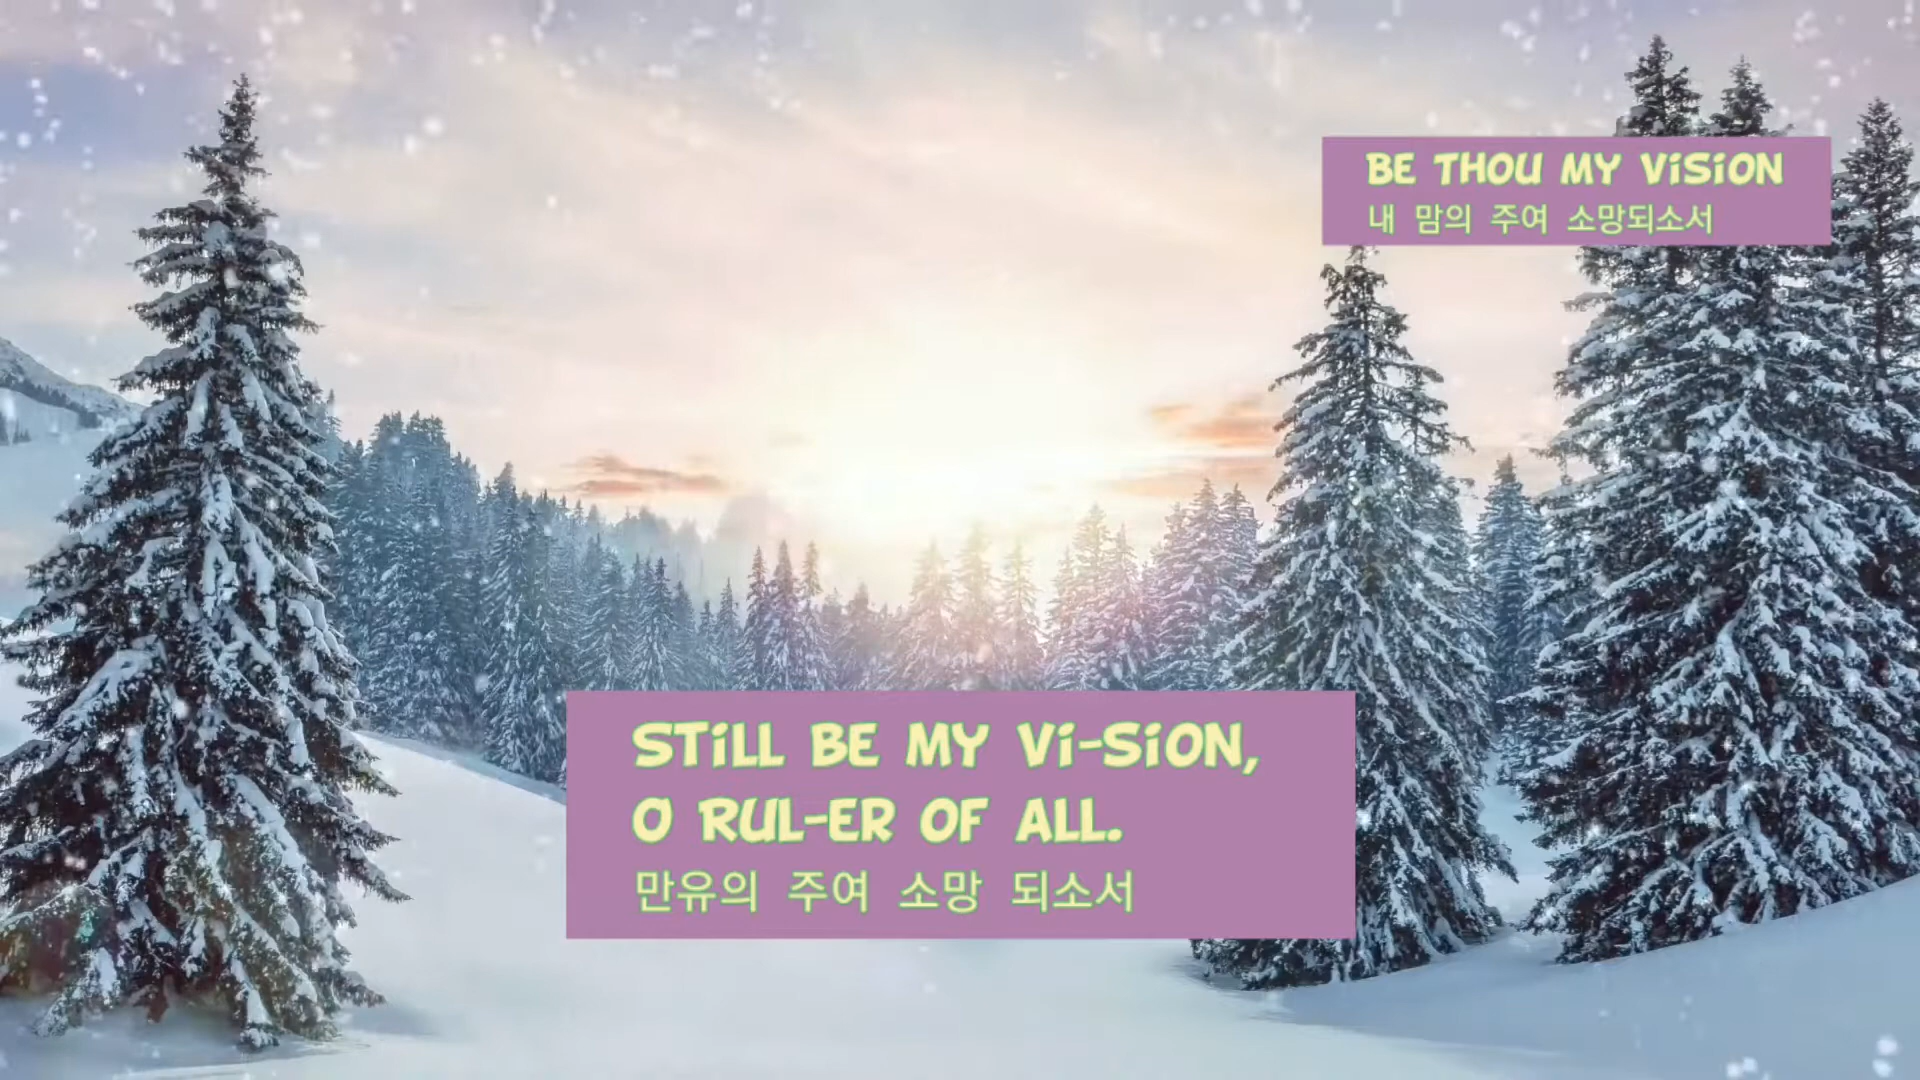 BE THOU MY ViSiON
내 맘의 주여 소망되소서
STiLL BE MY Vi-SiON,
O RUL-ER OF ALL.
만유의 주여 소망 되소서